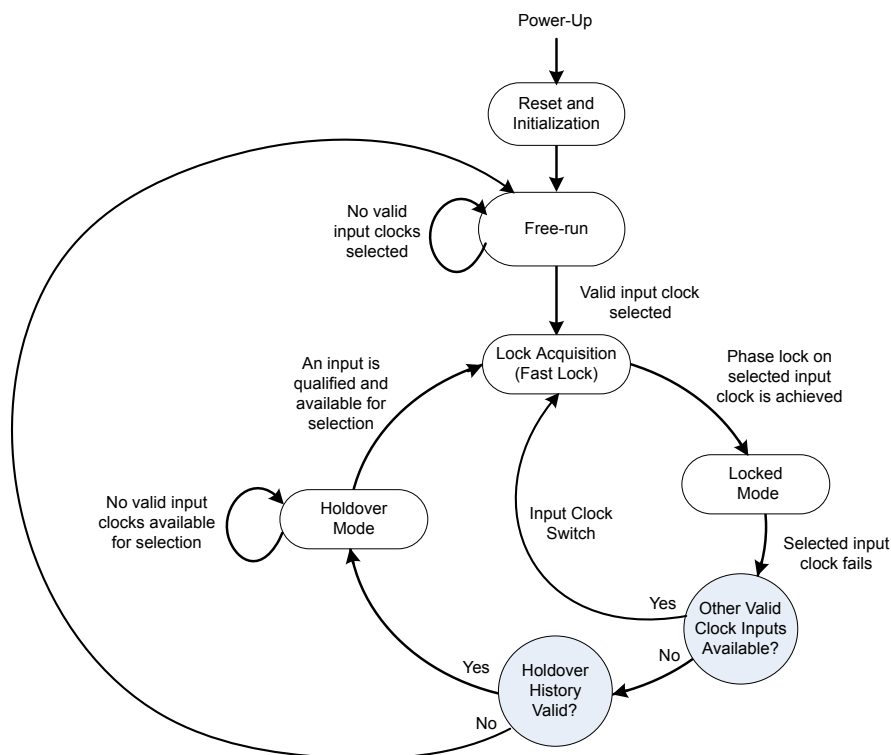 Power-Up
Reset and
Initialization
No valid
input clocks
selected
Free-run
Valid input clock
selected
An input is
qualified and
available for
selection
Lock Acquisition
(Fast Lock)
Phase lock on
selected input
clock is achieved
No valid input
clocks available
for selection
Holdover
Mode
Input Clock
Switch
Locked
Mode
Selected input
clock fails
Yes
Other Valid
Clock Inputs
Available?
No
Yes
Holdover
History
Valid?
No